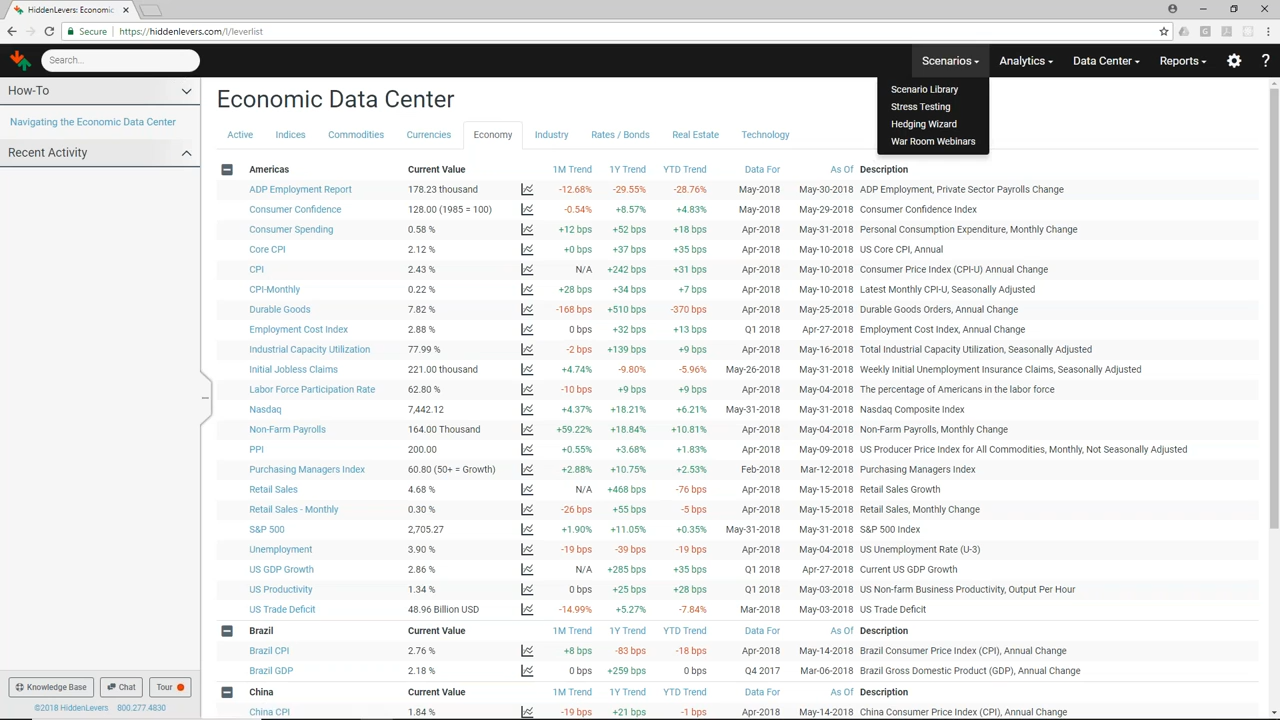 HiddenLevers: Economic D
Secure
https://hiddenlevers.com/l/leverlist
Search...
Scenarios
Analytics
Data Center
Reports
?
Scenario Library
Stress Testing
Hedging Wizard
War Room Webinars
How-To
Navigating the Economic Data Center
Recent Activity
Economic Data Center
Active Indices Commodities Currencies Economy Industry Rates / Bonds Real Estate Technology
Americas Current Value 1M Trend 1Y Trend YTD Trend Data For As Of Description
ADP Employment Report 178.23 thousand -12.68% -29.55% -28.76% May-2018 May-30-2018 ADP Employment, Private Sector Payrolls Change
Consumer Confidence 128.00 (1985 = 100) -0.54% +8.57% +4.83% May-2018 May-29-2018 Consumer Confidence Index
Consumer Spending 0.58 % +12 bps +52 bps +18 bps Apr-2018 May-31-2018 Personal Consumption Expenditure, Monthly Change
Core CPI 2.12 % +0 bps +37 bps +35 bps Apr-2018 May-10-2018 US Core CPI, Annual
CPI 2.43 % N/A +242 bps +31 bps Apr-2018 May-10-2018 Consumer Price Index (CPI-U) Annual Change
CPI-Monthly 0.22 % +28 bps +34 bps +7 bps Apr-2018 May-10-2018 Latest Monthly CPI-U, Seasonally Adjusted
Durable Goods 7.82 % -168 bps +510 bps -370 bps Apr-2018 May-25-2018 Durable Goods Orders, Annual Change
Employment Cost Index 2.88 % 0 bps +32 bps +13 bps Q1 2018 Apr-27-2018 Employment Cost Index, Annual Change
Industrial Capacity Utilization 77.99 % -2 bps +139 bps +9 bps Apr-2018 May-16-2018 Total Industrial Capacity Utilization, Seasonally Adjusted
Initial Jobless Claims 221.00 thousand +4.74% -9.80% -5.96% May-26-2018 May-31-2018 Weekly Initial Unemployment Insurance Claims, Seasonally Adjusted
Labor Force Participation Rate 62.80 % -10 bps +9 bps +9 bps Apr-2018 May-04-2018 The percentage of Americans in the labor force
Nasdaq 7,442.12 +4.37% +18.21% +6.21% May-31-2018 May-31-2018 Nasdaq Composite Index
Non-Farm Payrolls 164.00 Thousand +59.22% +18.84% +10.81% Apr-2018 May-04-2018 Non-Farm Payrolls, Monthly Change
PPI 200.00 +0.55% +3.68% +1.83% Apr-2018 May-09-2018 US Producer Price Index for All Commodities, Monthly, Not Seasonally Adjusted
Purchasing Managers Index 60.80 (50+ = Growth) +2.88% +10.75% +2.53% Feb-2018 Mar-12-2018 Purchasing Managers Index
Retail Sales 4.68 % N/A +468 bps -76 bps Apr-2018 May-15-2018 Retail Sales Growth
Retail Sales - Monthly 0.30 % -26 bps +55 bps -5 bps Apr-2018 May-15-2018 Retail Sales, Monthly Change
S&P 500 2,705.27 +1.90% +11.05% +0.35% May-31-2018 May-31-2018 S&P 500 Index
Unemployment 3.90 % -19 bps -39 bps -19 bps Apr-2018 May-04-2018 US Unemployment Rate (U-3)
US GDP Growth 2.86 % N/A +285 bps +35 bps Q1 2018 Apr-27-2018 Current US GDP Growth
US Productivity 1.34 % 0 bps +25 bps +28 bps Q1 2018 May-03-2018 US Non-farm Business Productivity, Output Per Hour
US Trade Deficit 48.96 Billion USD -14.99% +5.27% -7.84% Mar-2018 May-03-2018 US Trade Deficit
Brazil Current Value 1M Trend 1Y Trend YTD Trend Data For As Of Description
Brazil CPI 2.76 % +8 bps -83 bps -18 bps Apr-2018 May-14-2018 Brazil Consumer Price Index (CPI), Annual Change
Brazil GDP 2.18 % 0 bps +259 bps 0 bps Q4 2017 Mar-06-2018 Brazil Gross Domestic Product (GDP), Annual Change
China Current Value 1M Trend 1Y Trend YTD Trend Data For As Of Description
China CPI 1.84 % -19 bps +21 bps -1 bps Apr-2018 May-14-2018 China Consumer Price Index (CPI), Annual Change
Knowledge Base Chat Tour
©2018 HiddenLevers 800.277.4830